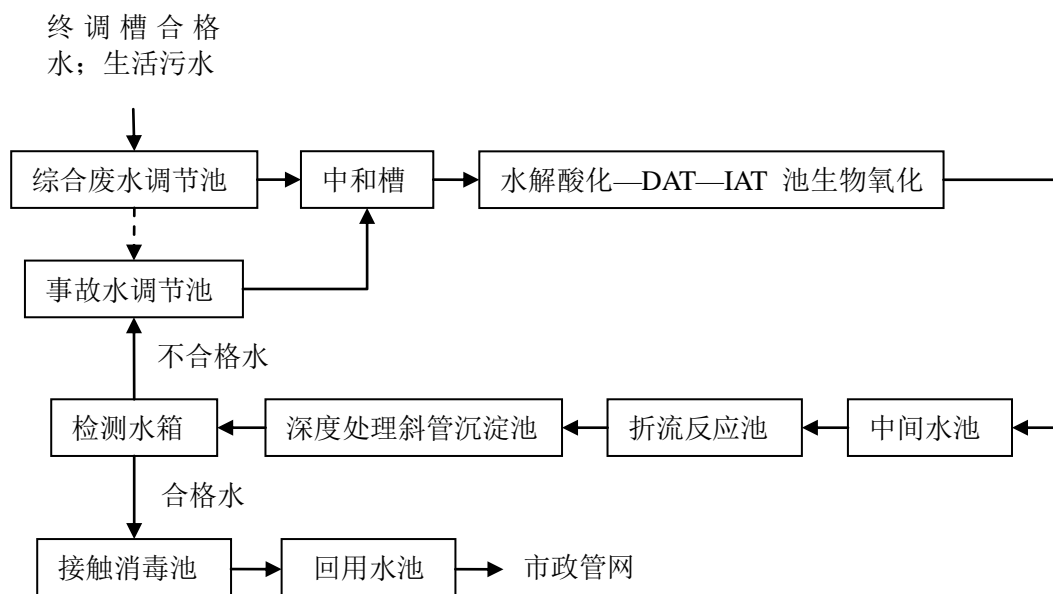 终调槽合格
水；生活污水
综合废水调节池
中和槽
水解酸化—DAT—IAT 池生物氧化
事故水调节池
不合格水
检测水箱
深度处理斜管沉淀池
折流反应池
中间水池
合格水
接触消毒池
回用水池
市政管网